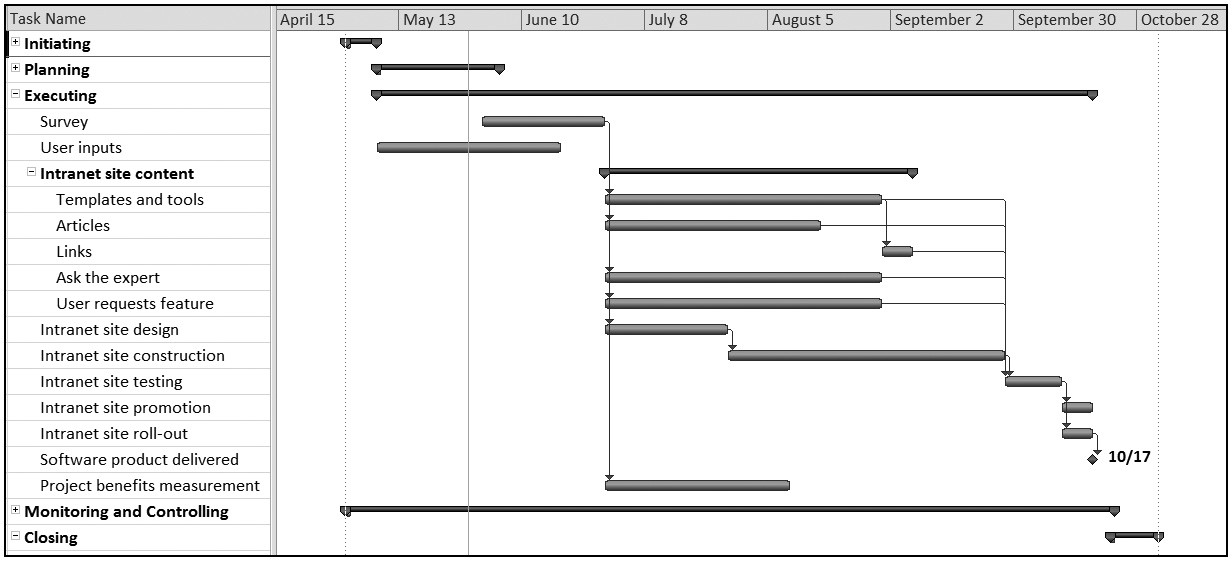 Task Name April 15 May 13 June 10 July 8 August 5 September 2 September 30 October 28
Initiating
Planning
Executing
Survey
User inputs
Intranet site content
Templates and tools
Articles
Links
Ask the expert
User requests feature
Intranet site design
Intranet site construction
Intranet site testing
Intranet site promotion
Intranet site roll-out
Software product delivered 10/17
Project benefits measurement
Monitoring and Controlling
Closing